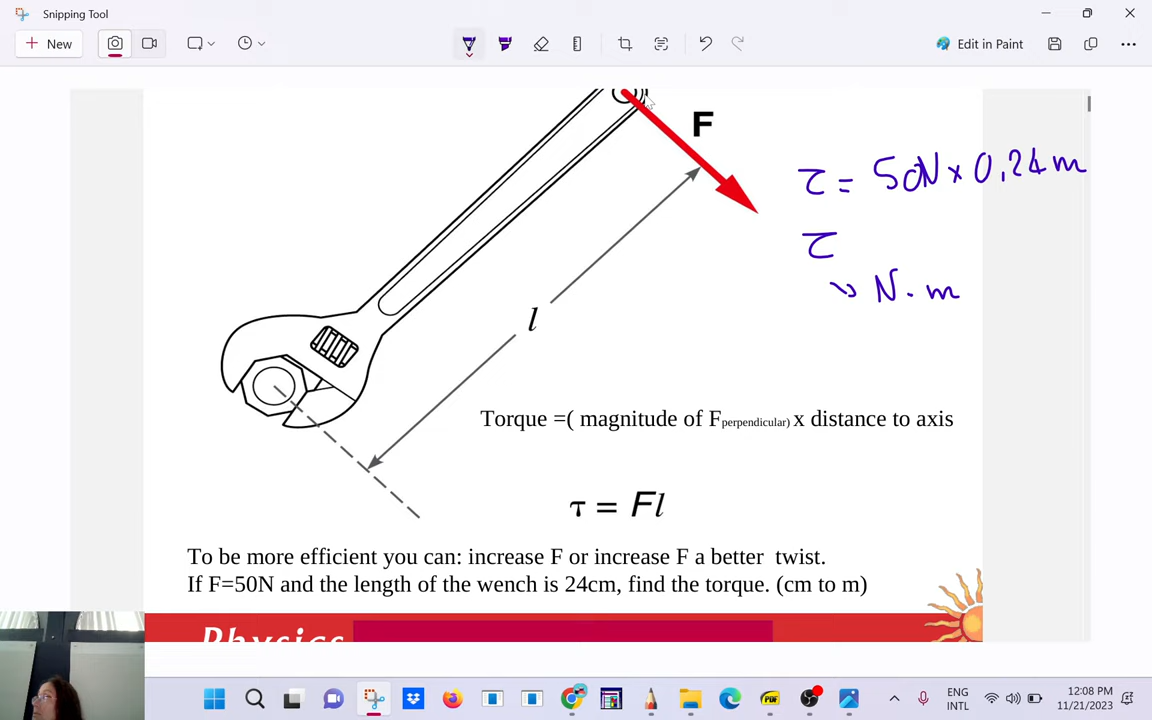 Snipping Tool
New
Edit in Paint
F
τ = 50N × 0,24 m
τ
N · m
l
Torque =( magnitude of Fperpendicular) x distance to axis
τ = Fl
To be more efficient you can: increase F or increase F a better twist.
If F=50N and the length of the wench is 24cm, find the torque. (cm to m)
Physics
ENG
INTL
12:08 PM
11/21/2023
PDF